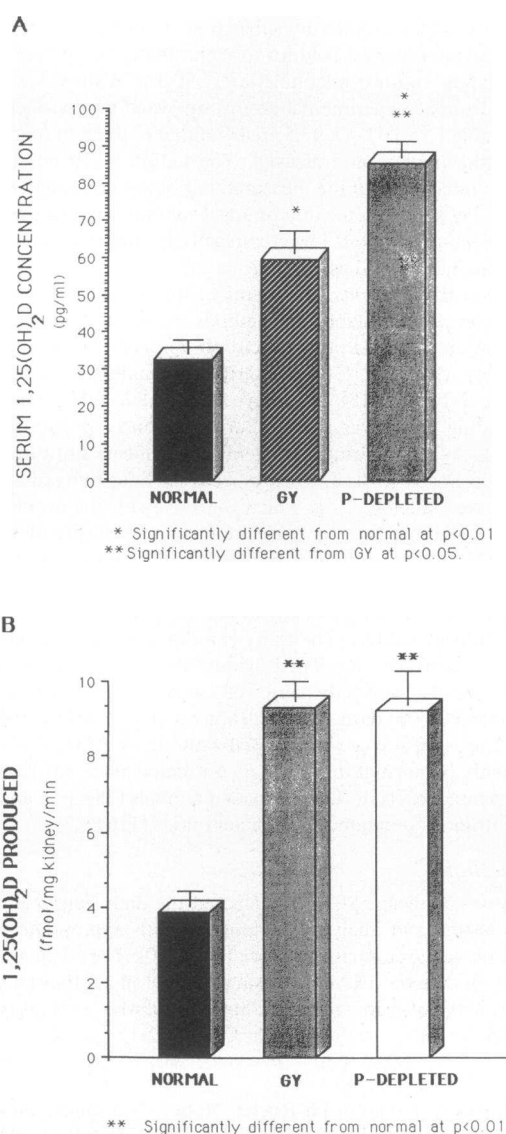 A
SERUM 1,25(OH)2D CONCENTRATION
(pg/ml)
100
90
80
70
60
50
40
30
20
10
0
*
*
**
NORMAL GY P-DEPLETED
* Significantly different from normal at p<0.01
** Significantly different from GY at p<0.05.
B
1,25(OH)2D PRODUCED
(fmol/mg kidney/min)
10
8
6
4
2
0
**
**
NORMAL GY P-DEPLETED
** Significantly different from normal at p<0.01